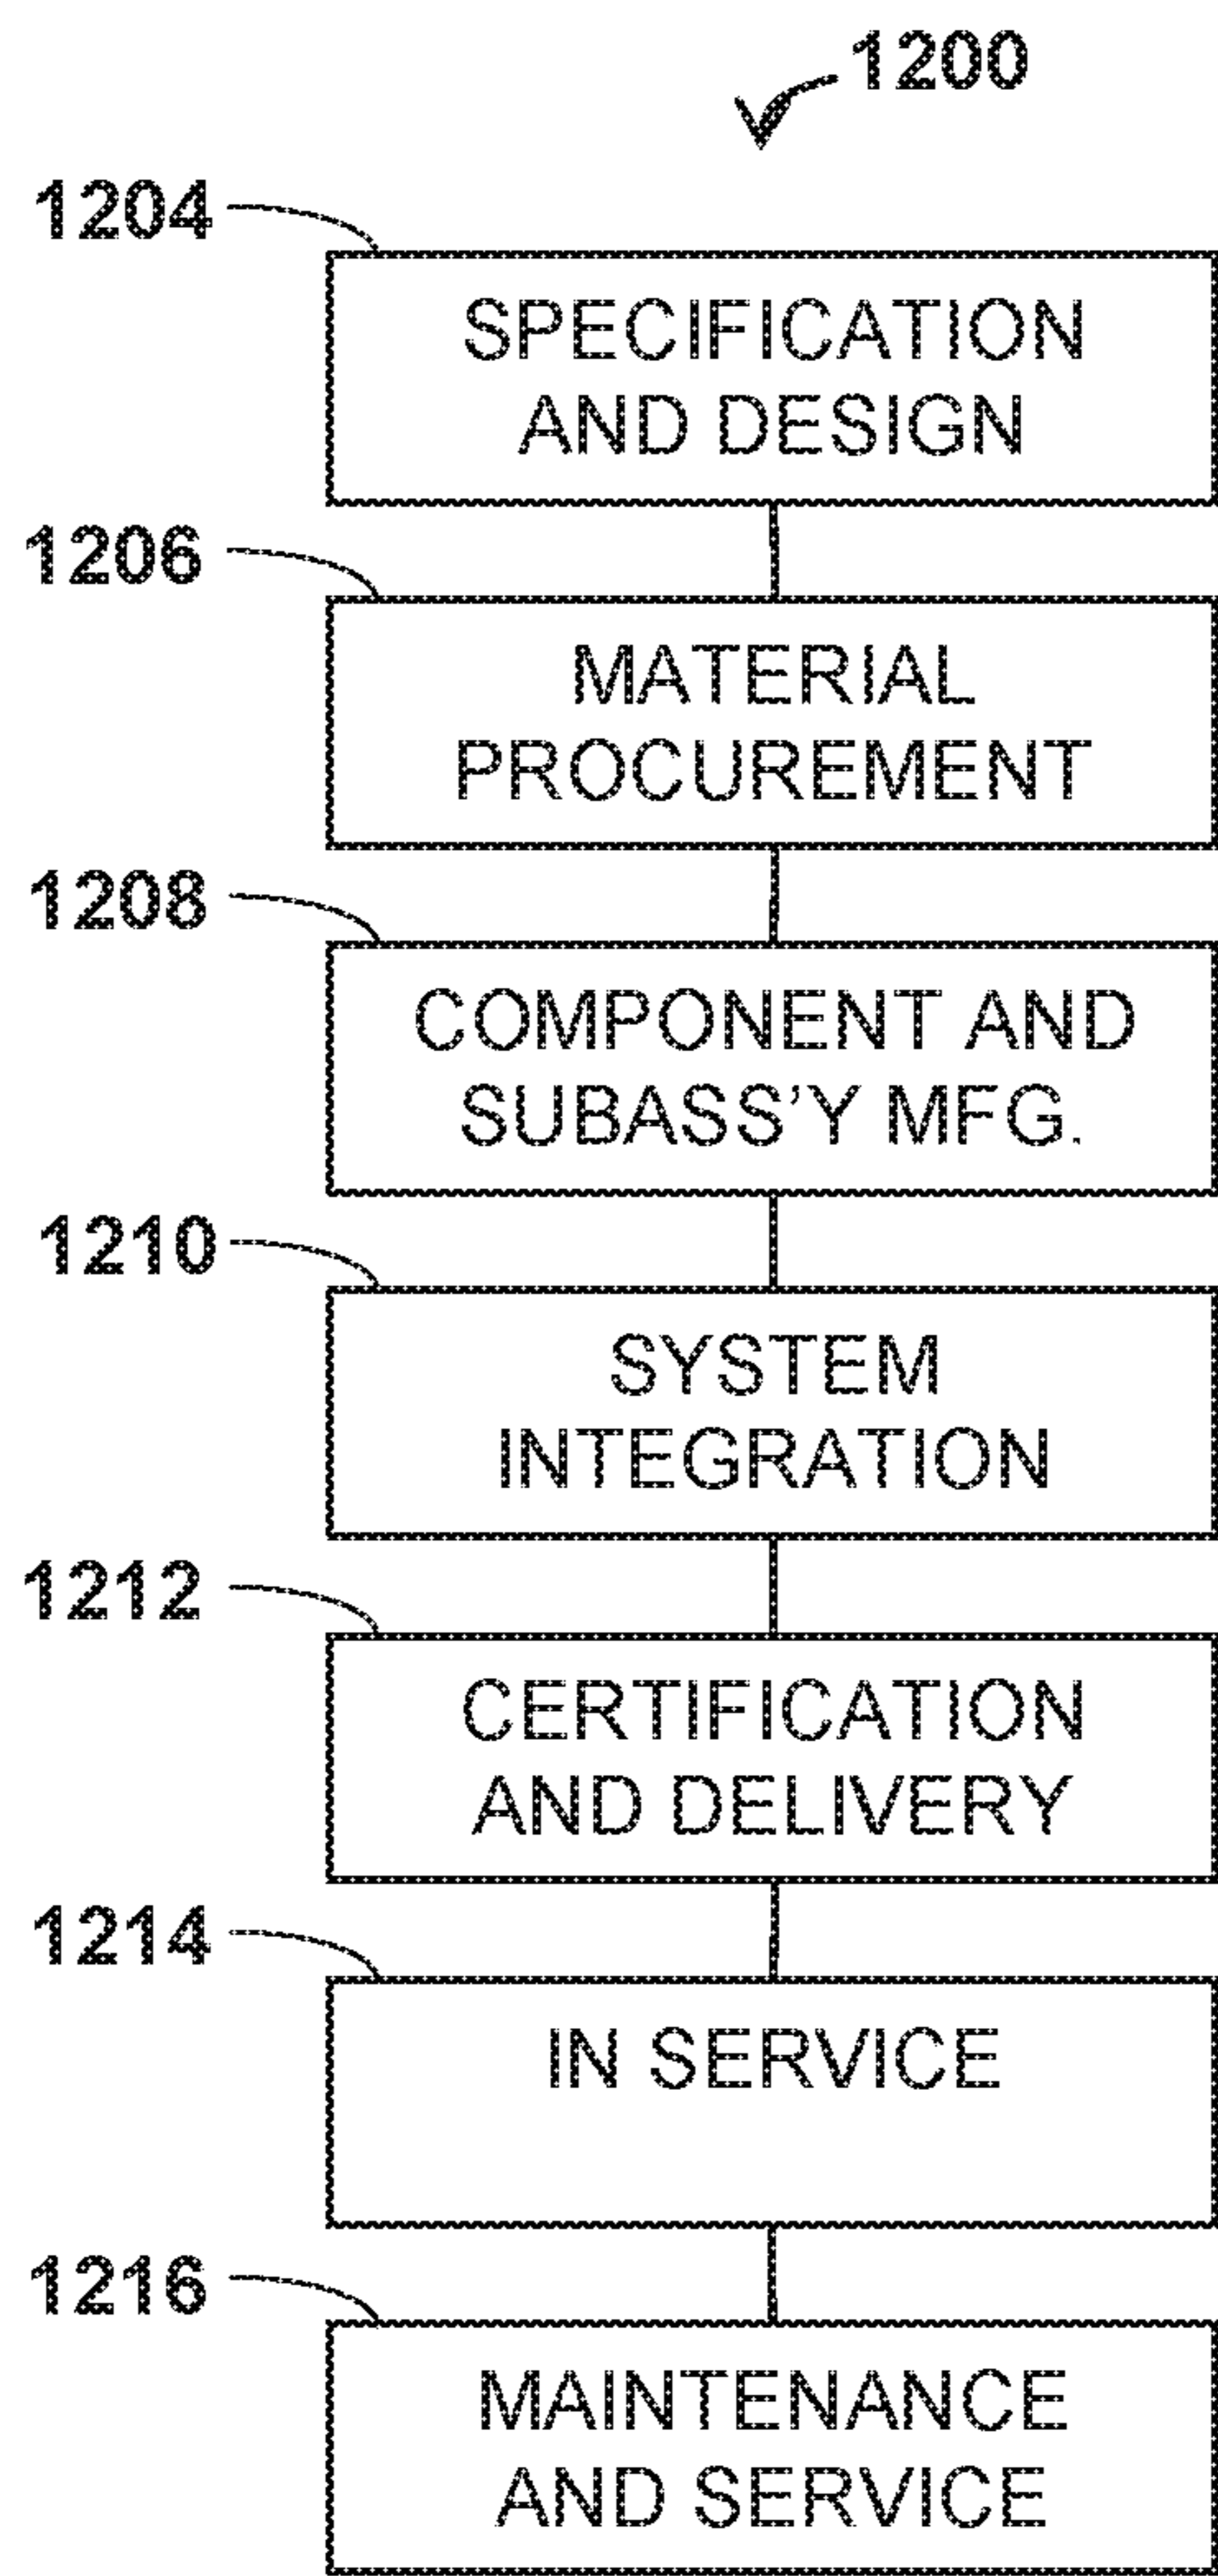 1200
1204
SPECIFICATION
AND DESIGN
1206
MATERIAL
PROCUREMENT
1208
COMPONENT AND
SUBASS’Y MFG.
1210
SYSTEM
INTEGRATION
1212
CERTIFICATION
AND DELIVERY
1214
IN SERVICE
1216
MAINTENANCE
AND SERVICE